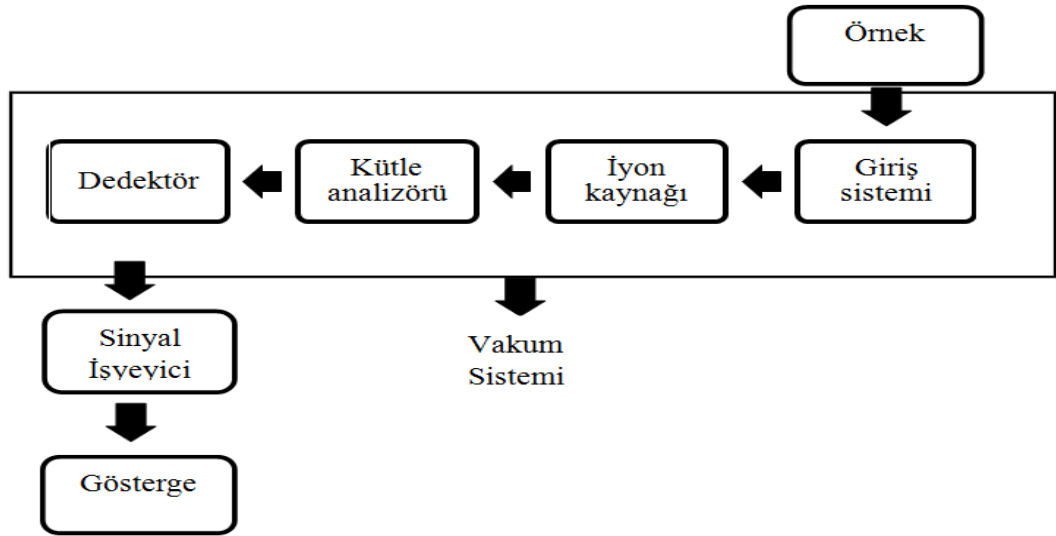 Örnek
Dedektör
Kütle
analizörü
İyon
kaynağı
Giriş
sistemi
Sinyal
İşyeyici
Vakum
Sistemi
Gösterge